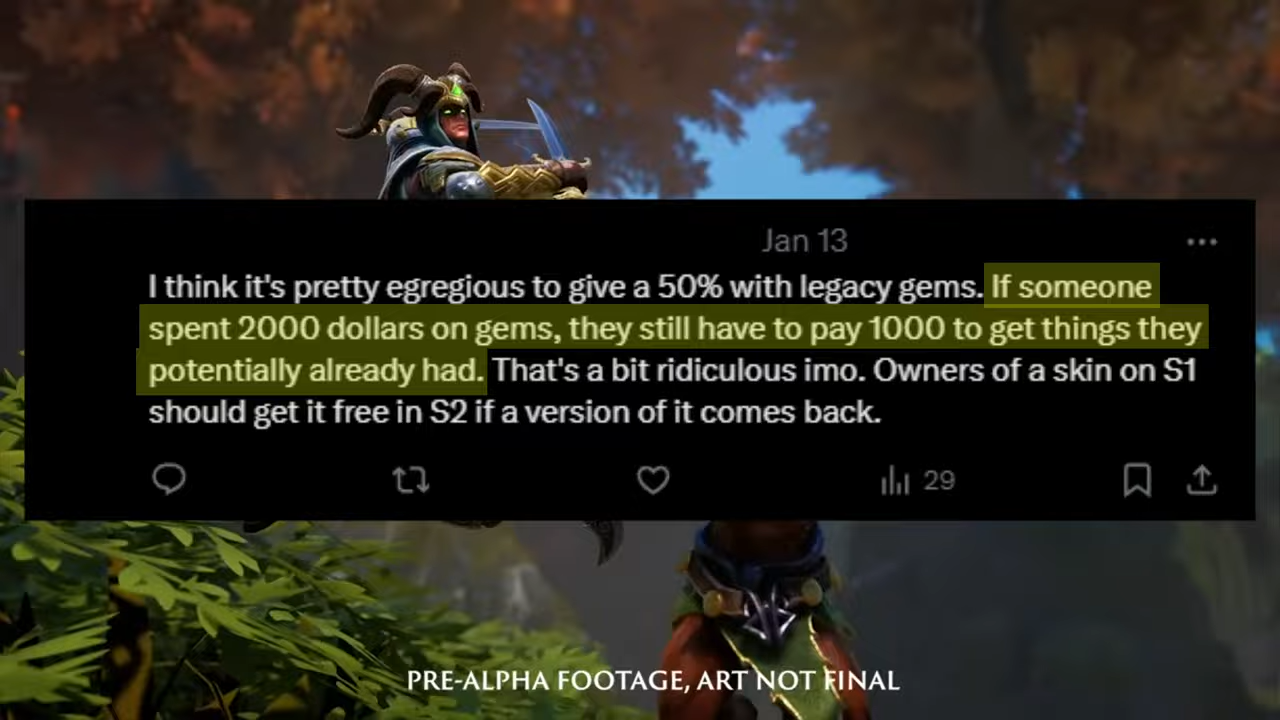 Jan 13
I think it's pretty egregious to give a 50% with legacy gems. If someone
spent 2000 dollars on gems, they still have to pay 1000 to get things they
potentially already had. That's a bit ridiculous imo. Owners of a skin on S1
should get it free in S2 if a version of it comes back.
29
PRE-ALPHA FOOTAGE, ART NOT FINAL